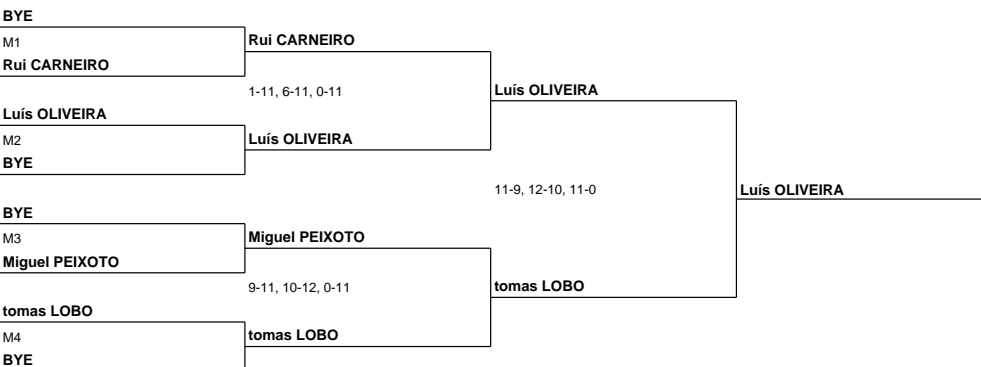 BYE
M1
Rui CARNEIRO
Rui CARNEIRO
1-11, 6-11, 0-11
Luís OLIVEIRA
Luís OLIVEIRA
M2
Luís OLIVEIRA
BYE
11-9, 12-10, 11-0
Luís OLIVEIRA
BYE
M3
Miguel PEIXOTO
Miguel PEIXOTO
9-11, 10-12, 0-11
tomas LOBO
tomas LOBO
M4
tomas LOBO
BYE